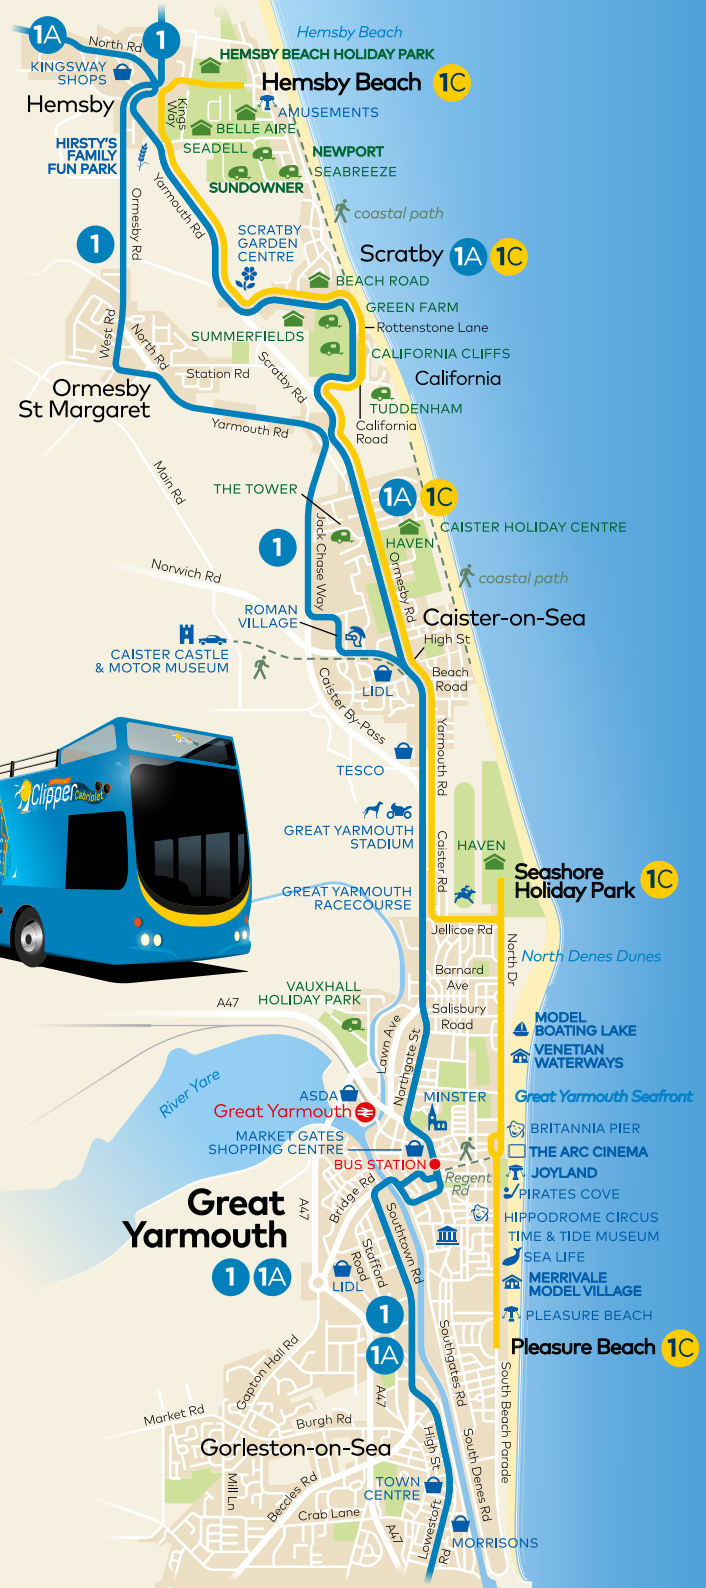 Hemsby Beach
1A
1
North Rd
HEMSBY BEACH HOLIDAY PARK
KINGSWAY
SHOPS
Hemsby Beach 1C
Hemsby
Kings
Way
AMUSEMENTS
BELLE AIRE
HIRSTY'S
FAMILY
FUN PARK
SEADELL
NEWPORT
SEABREEZE
SUNDOWNER
Ormesby Rd
Yarmouth Rd
coastal path
1
SCRATBY
GARDEN
CENTRE
Scratby 1A 1C
BEACH ROAD
GREEN FARM
Rottenstone Lane
SUMMERFIELDS
West Rd
North Rd
CALIFORNIA CLIFFS
Station Rd
Scratby Rd
California
Ormesby
St Margaret
TUDDENHAM
California
Road
Yarmouth Rd
Main Rd
THE TOWER
1A 1C
CAISTER HOLIDAY CENTRE
HAVEN
Jack Chase Way
1
Ormesby Rd
Norwich Rd
coastal path
ROMAN
VILLAGE
Caister-on-Sea
High St
CAISTER CASTLE
& MOTOR MUSEUM
Beach
Road
LIDL
Caister By-Pass
Yarmouth Rd
TESCO
Clipper
Cabriolet
GREAT YARMOUTH
STADIUM
Caister Rd
HAVEN
Seashore
Holiday Park 1C
GREAT YARMOUTH
RACECOURSE
Jellicoe Rd
North Dr
North Denes Dunes
Barnard
Ave
VAUXHALL
HOLIDAY PARK
A47
Salisbury
Road
MODEL
BOATING LAKE
Lawn Ave
Northgate St
VENETIAN
WATERWAYS
River Yare
ASDA
MINSTER
Great Yarmouth Seafront
Great Yarmouth
BRITANNIA PIER
MARKET GATES
SHOPPING CENTRE
THE ARC CINEMA
BUS STATION
JOYLAND
Regent
Rd
PIRATES COVE
Bridge Rd
Great
Yarmouth
A47
HIPPODROME CIRCUS
Southtown Rd
TIME & TIDE MUSEUM
Stafford
Road
SEA LIFE
1 1A
LIDL
MERRIVALE
MODEL VILLAGE
1
PLEASURE BEACH
1A
Pleasure Beach 1C
Southgates Rd
Gapton Hall Rd
A47
South Beach Parade
Market Rd
Burgh Rd
Gorleston-on-Sea
High St
South Denes Rd
Mill Ln
Beccles Rd
TOWN
CENTRE
Crab Lane
A47
Lowestoft
Rd
MORRISONS